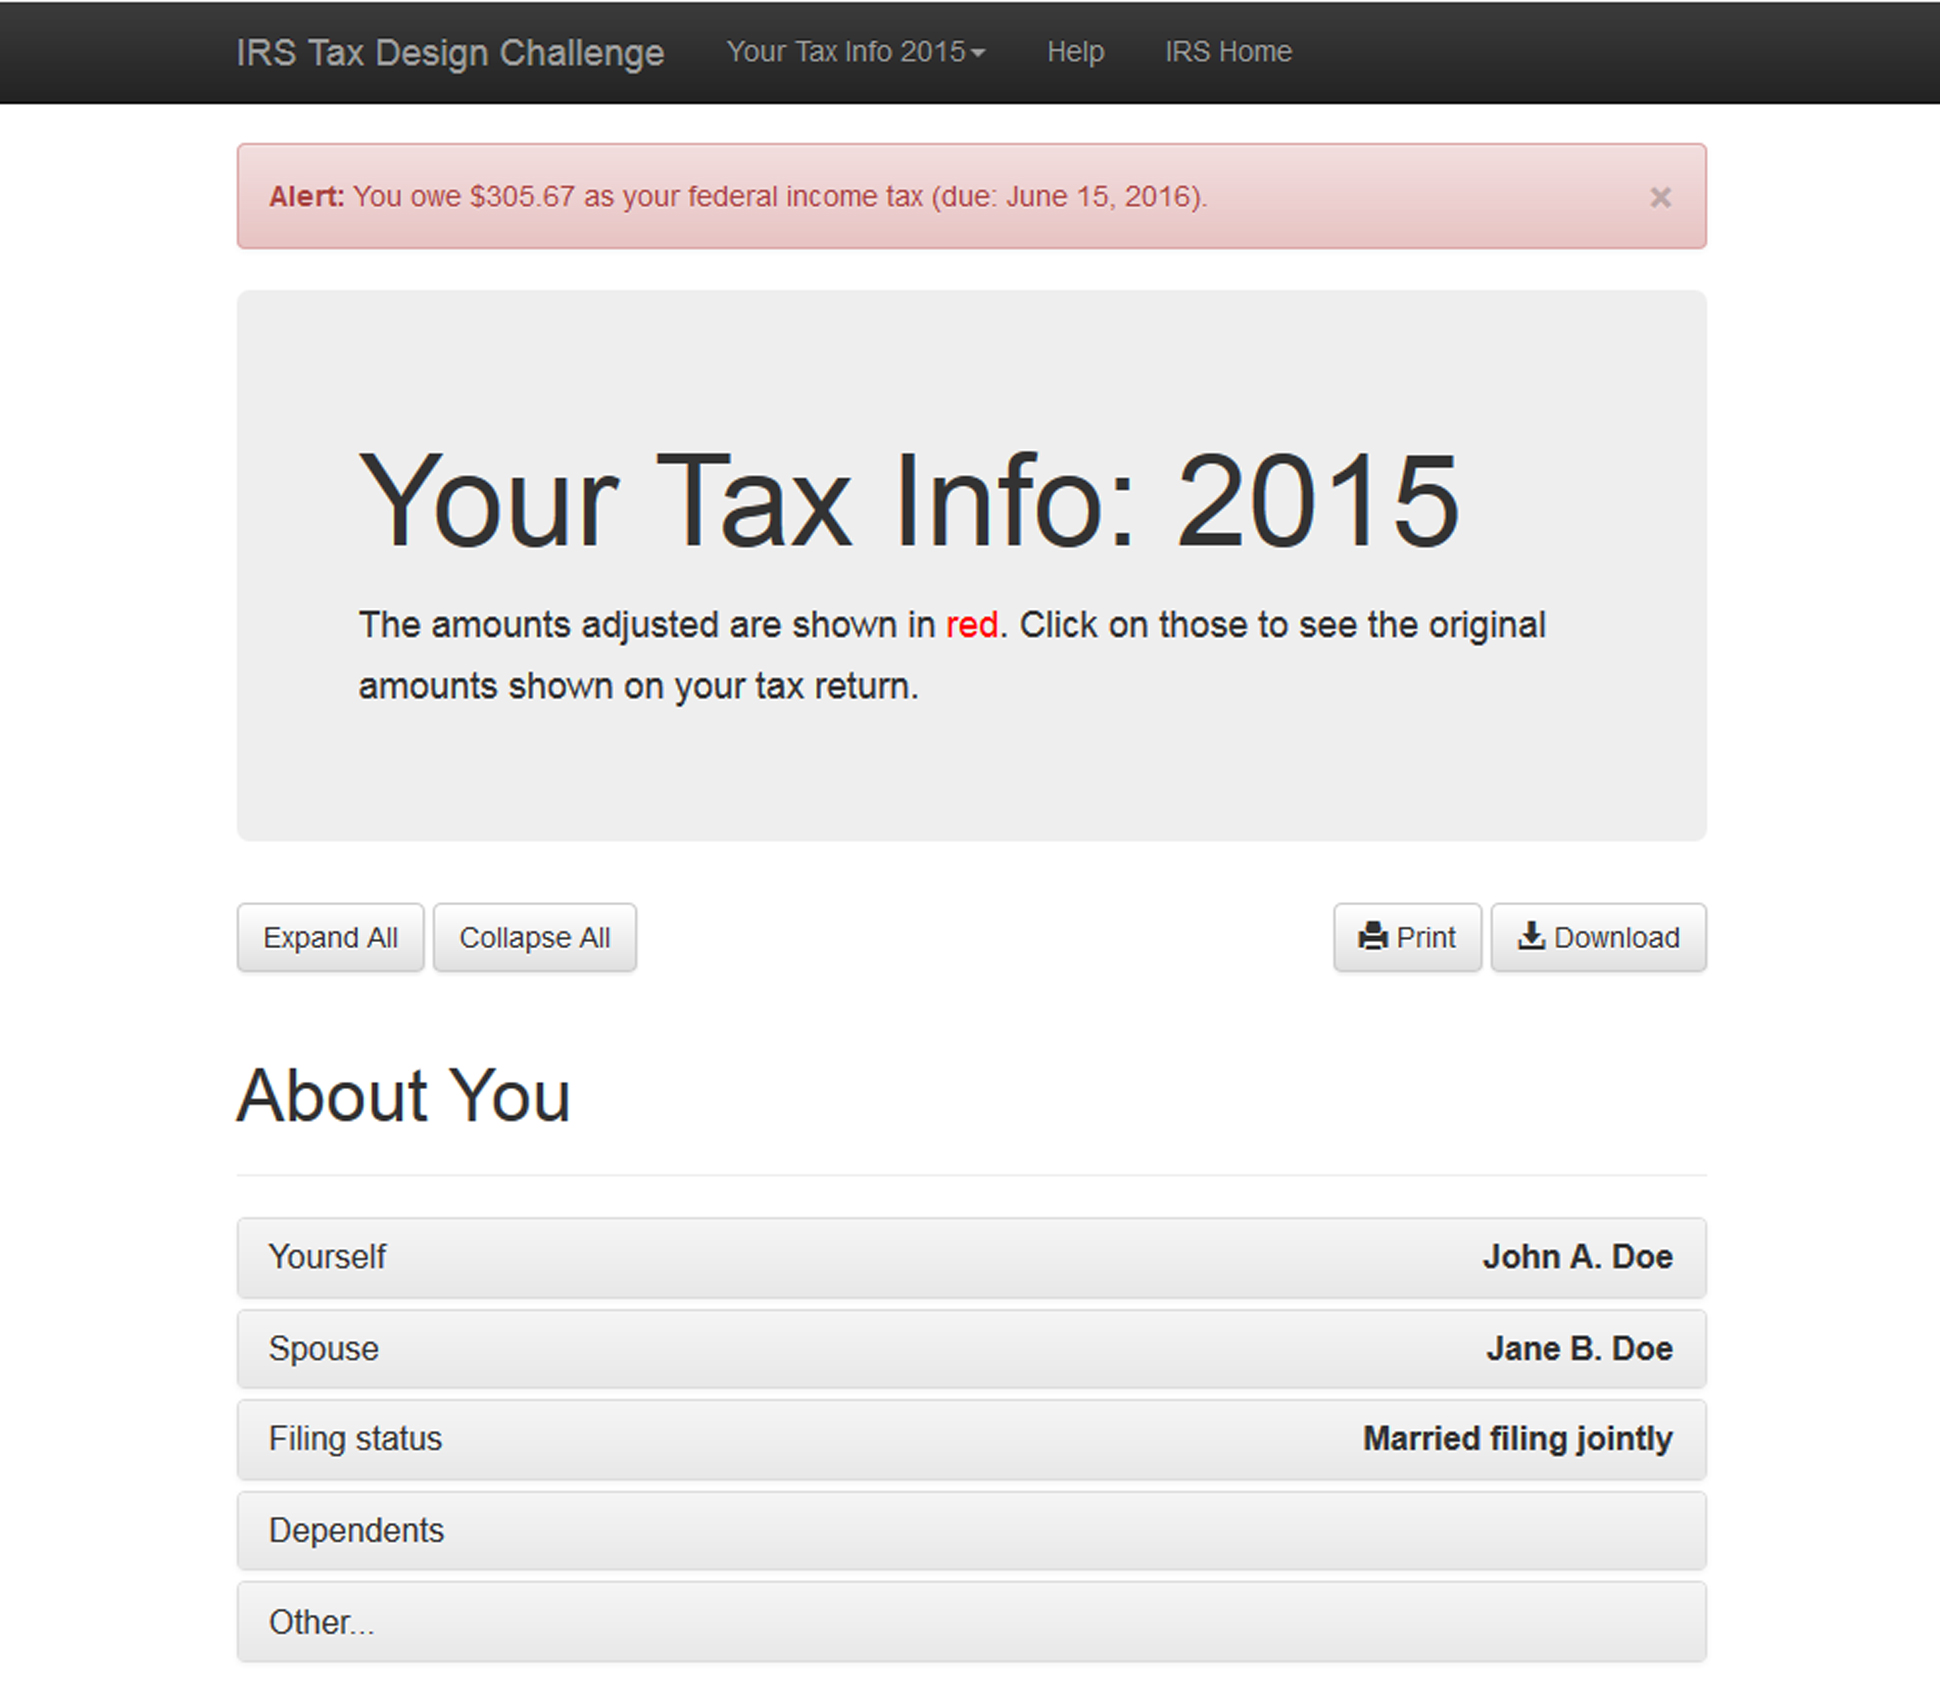 IRS Tax Design Challenge Your Tax Info 2015 Help IRS Home
Alert: You owe $305.67 as your federal income tax (due: June 15, 2016). ×
Your Tax Info: 2015
The amounts adjusted are shown in red. Click on those to see the original
amounts shown on your tax return.
Expand All Collapse All Print Download
About You
Yourself John A. Doe
Spouse Jane B. Doe
Filing status Married filing jointly
Dependents
Other...